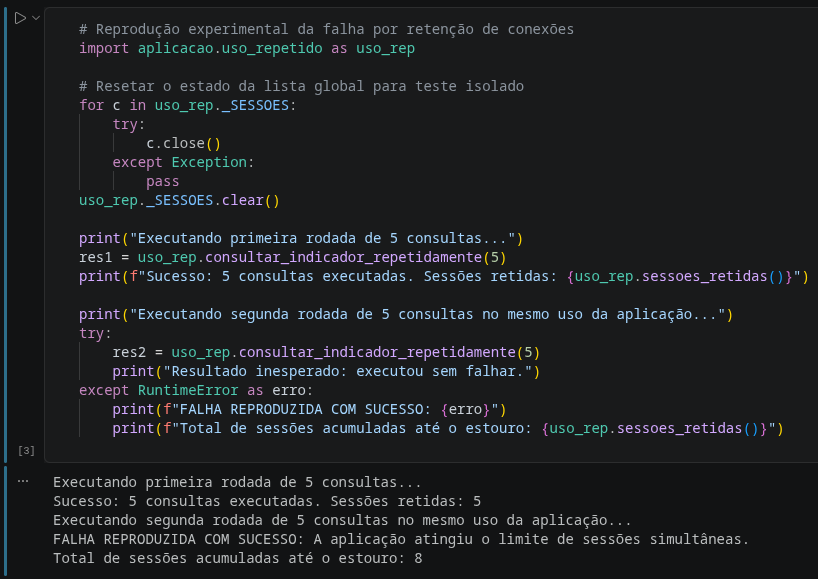 # Reprodução experimental da falha por retenção de conexões
import aplicacao.uso_repetido as uso_rep

# Resetar o estado da lista global para teste isolado
for c in uso_rep._SESSOES:
    try:
        c.close()
    except Exception:
        pass
uso_rep._SESSOES.clear()

print("Executando primeira rodada de 5 consultas...")
res1 = uso_rep.consultar_indicador_repetidamente(5)
print(f"Sucesso: 5 consultas executadas. Sessões retidas: {uso_rep.sessoes_retidas()}")

print("Executando segunda rodada de 5 consultas no mesmo uso da aplicação...")
try:
    res2 = uso_rep.consultar_indicador_repetidamente(5)
    print("Resultado inesperado: executou sem falhar.")
except RuntimeError as erro:
    print(f"FALHA REPRODUZIDA COM SUCESSO: {erro}")
    print(f"Total de sessões acumuladas até o estouro: {uso_rep.sessoes_retidas()}")
[3]
... Executando primeira rodada de 5 consultas...
Sucesso: 5 consultas executadas. Sessões retidas: 5
Executando segunda rodada de 5 consultas no mesmo uso da aplicação...
FALHA REPRODUZIDA COM SUCESSO: A aplicação atingiu o limite de sessões simultâneas.
Total de sessões acumuladas até o estouro: 8